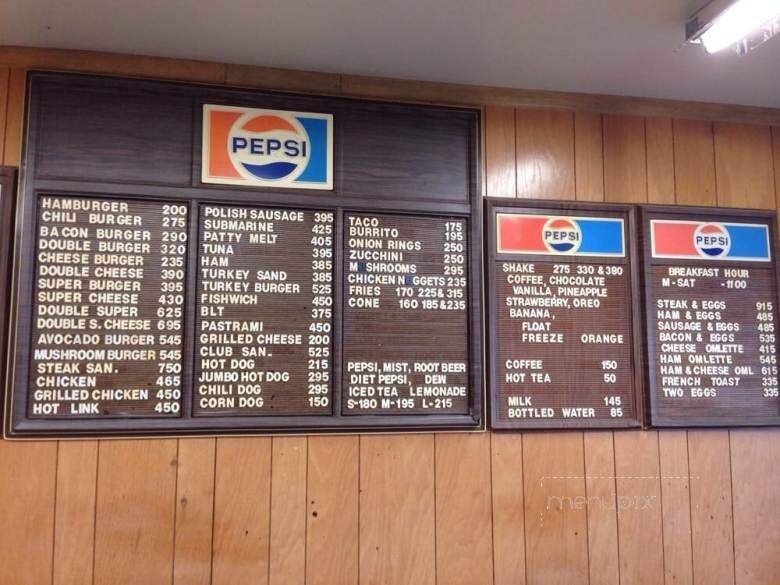 PEPSI
HAMBURGER 200
CHILI BURGER 275
BACON BURGER 290
DOUBLE BURGER 320
CHEESE BURGER 235
DOUBLE CHEESE 390
SUPER BURGER 395
SUPER CHEESE 430
DOUBLE SUPER 625
DOUBLE S. CHEESE 695
AVOCADO BURGER 545
MUSHROOM BURGER 545
STEAK SAN. 750
CHICKEN 465
GRILLED CHICKEN 450
HOT LINK 450
POLISH SAUSAGE 395
SUBMARINE 425
PATTY MELT 405
TUNA 395
HAM 385
TURKEY SAND 385
TURKEY BURGER 525
FISHWICH 450
BLT 375
PASTRAMI 450
GRILLED CHEESE 200
CLUB SAN. 525
HOT DOG 215
JUMBO HOT DOG 295
CHILI DOG 295
CORN DOG 150
TACO 175
BURRITO 195
ONION RINGS 250
ZUCCHINI 250
MUSHROOMS 295
CHICKEN NUGGETS 235
FRIES 170 225 & 315
CONE 160 185 & 235
PEPSI, MIST, ROOT BEER
DIET PEPSI, DEW
ICED TEA LEMONADE
S-180 M-195 L-215
PEPSI
SHAKE 275 330 & 380
COFFEE, CHOCOLATE
VANILLA, PINEAPPLE
STRAWBERRY, OREO
BANANA,
FLOAT
FREEZE ORANGE
COFFEE 150
HOT TEA 50
MILK 145
BOTTLED WATER 85
PEPSI
BREAKFAST HOUR
M-SAT -1100
STEAK & EGGS 915
HAM & EGGS 485
SAUSAGE & EGGS 485
BACON & EGGS 535
CHEESE OMLETTE 415
HAM OMLETTE 545
HAM & CHEESE OML 615
FRENCH TOAST 335
TWO EGGS 335
menupix